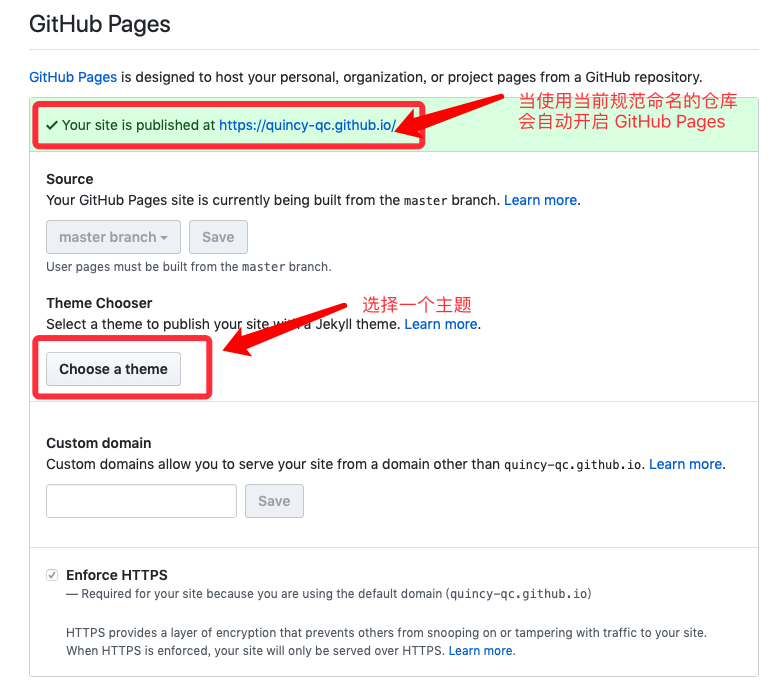 GitHub Pages
GitHub Pages is designed to host your personal, organization, or project pages from a GitHub repository.
当使用当前规范命名的仓库
会自动开启 GitHub Pages
✓ Your site is published at https://quincy-qc.github.io/
Source
Your GitHub Pages site is currently being built from the master branch. Learn more.
master branch
Save
User pages must be built from the master branch.
Theme Chooser
选择一个主题
Select a theme to publish your site with a Jekyll theme. Learn more.
Choose a theme
Custom domain
Custom domains allow you to serve your site from a domain other than quincy-qc.github.io. Learn more.
Save
Enforce HTTPS
— Required for your site because you are using the default domain (quincy-qc.github.io)
HTTPS provides a layer of encryption that prevents others from snooping on or tampering with traffic to your site.
When HTTPS is enforced, your site will only be served over HTTPS. Learn more.